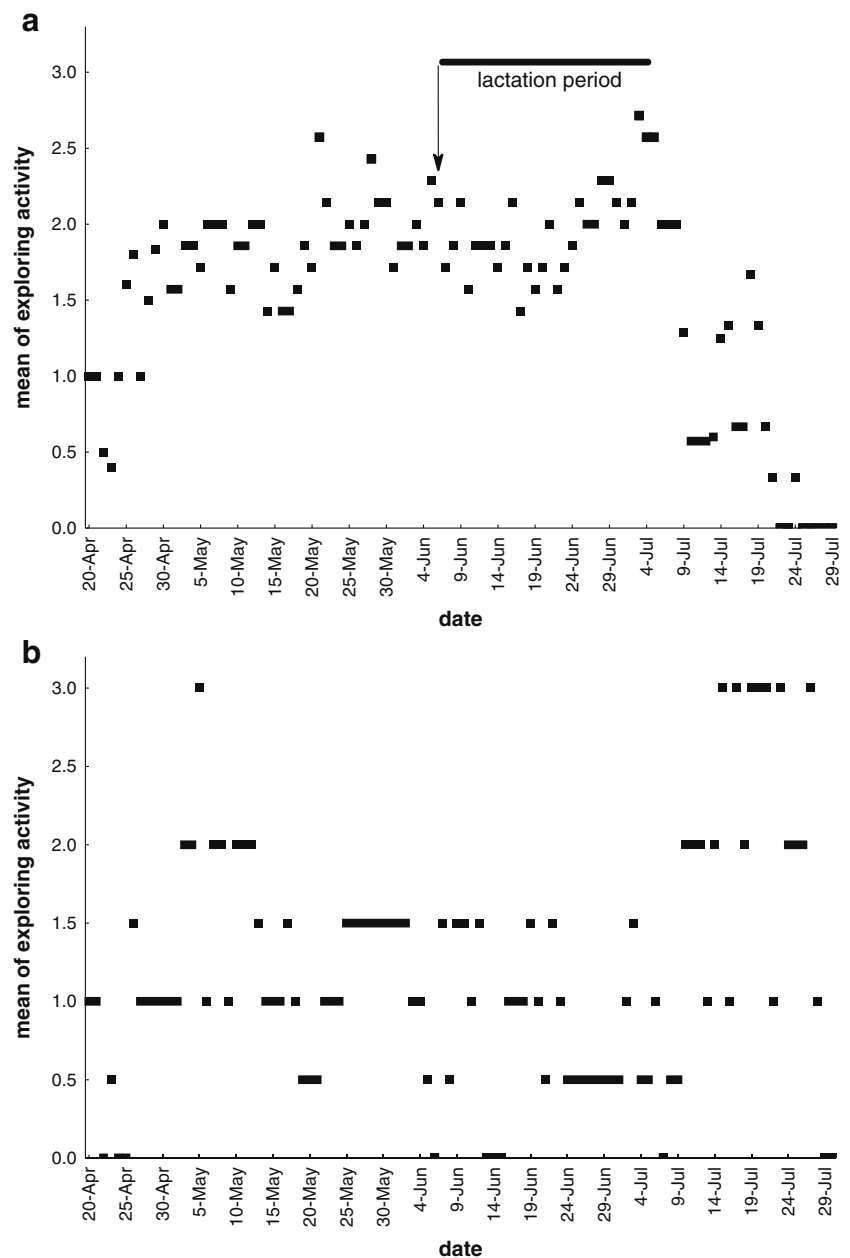 a
lactation period
mean of exploring activity
3.0
2.5
2.0
1.5
1.0
0.5
0.0
20-Apr 25-Apr 30-Apr 5-May 10-May 15-May 20-May 25-May 30-May 4-Jun 9-Jun 14-Jun 19-Jun 24-Jun 29-Jun 4-Jul 9-Jul 14-Jul 19-Jul 24-Jul 29-Jul
date
b
mean of exploring activity
3.0
2.5
2.0
1.5
1.0
0.5
0.0
20-Apr 25-Apr 30-Apr 5-May 10-May 15-May 20-May 25-May 30-May 4-Jun 9-Jun 14-Jun 19-Jun 24-Jun 29-Jun 4-Jul 9-Jul 14-Jul 19-Jul 24-Jul 29-Jul
date